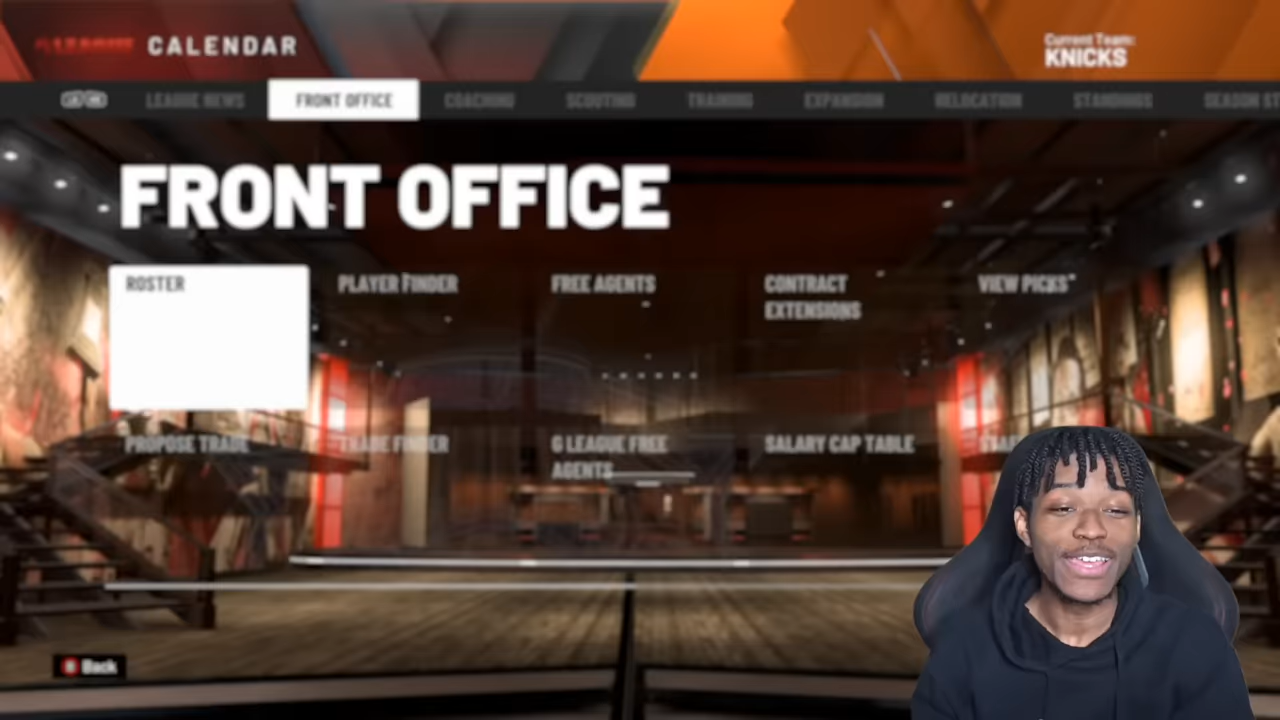 CALENDAR
Current Team:
KNICKS
LEAGUE NEWS
FRONT OFFICE
COACHING
SCOUTING
TRAINING
EXPANSION
RELOCATION
STANDINGS
FRONT OFFICE
ROSTER
PLAYER FINDER
FREE AGENTS
CONTRACT
EXTENSIONS
VIEW PICKS
PROPOSE TRADE
TRADE FINDER
G LEAGUE FREE
AGENTS
SALARY CAP TABLE
Back